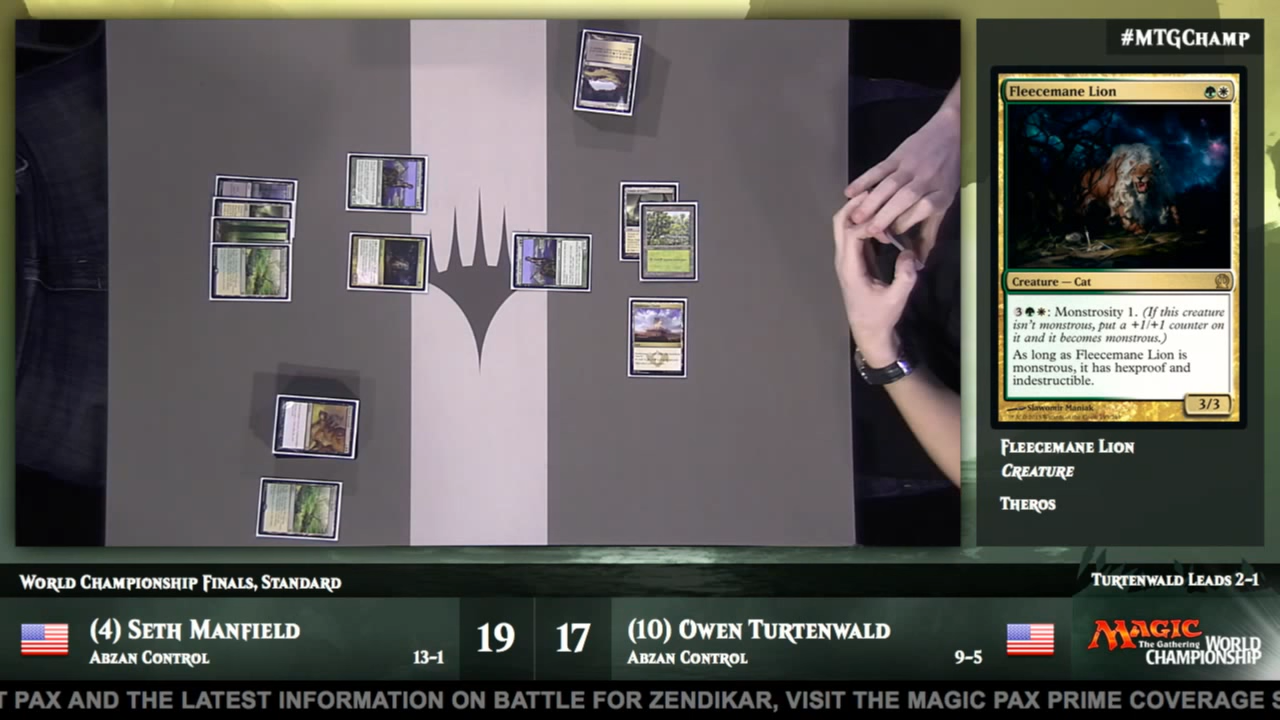 #MTGChamp
Fleecemane Lion
Creature — Cat
3: Monstrosity 1. (If this creature
isn't monstrous, put a +1/+1 counter on
it and it becomes monstrous.)
As long as Fleecemane Lion is
monstrous, it has hexproof and
indestructible.
Slawomir Maniak
3/3
Fleecemane Lion
Creature
Theros
World Championship Finals, Standard
Turtenwald Leads 2-1
(4) Seth Manfield
Abzan Control
13-1
19
17
(10) Owen Turtenwald
Abzan Control
9-5
Magic
The Gathering
World
Championship
T PAX AND THE LATEST INFORMATION ON BATTLE FOR ZENDIKAR, VISIT THE MAGIC PAX PRIME COVERAGE S